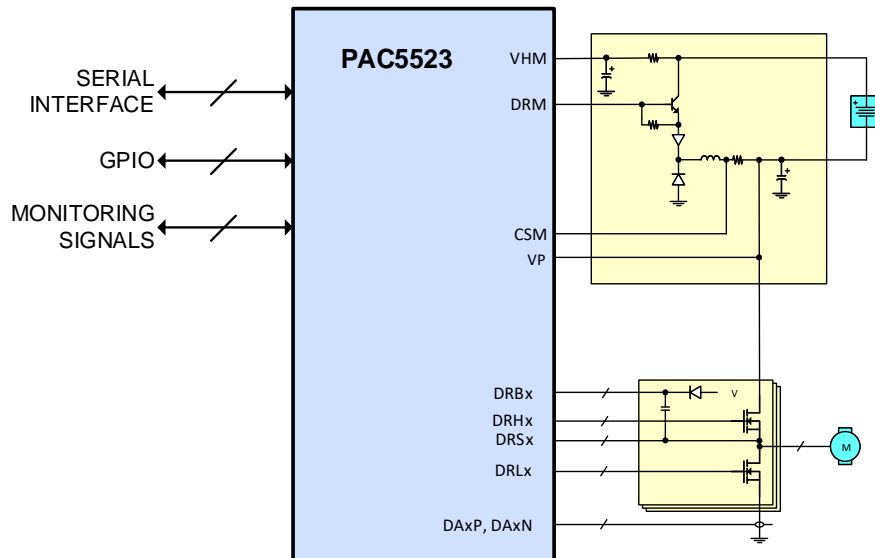 PAC5523
SERIAL
INTERFACE
GPIO
MONITORING
SIGNALS
VHM
DRM
CSM
VP
DRBx
DRHx
DRSx
DRLx
DAxP, DAxN
+
+
+
V
M